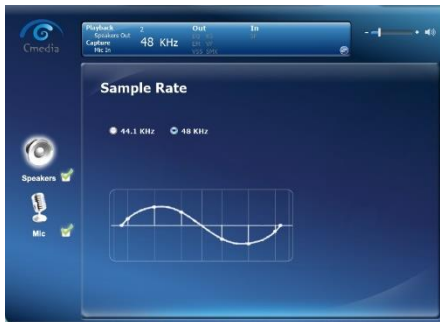 Playback 2 Out In
Speakers Out
Capture 48 KHz
Mic In
Cmedia
Sample Rate
44.1 KHz 48 KHz
Speakers
Mic